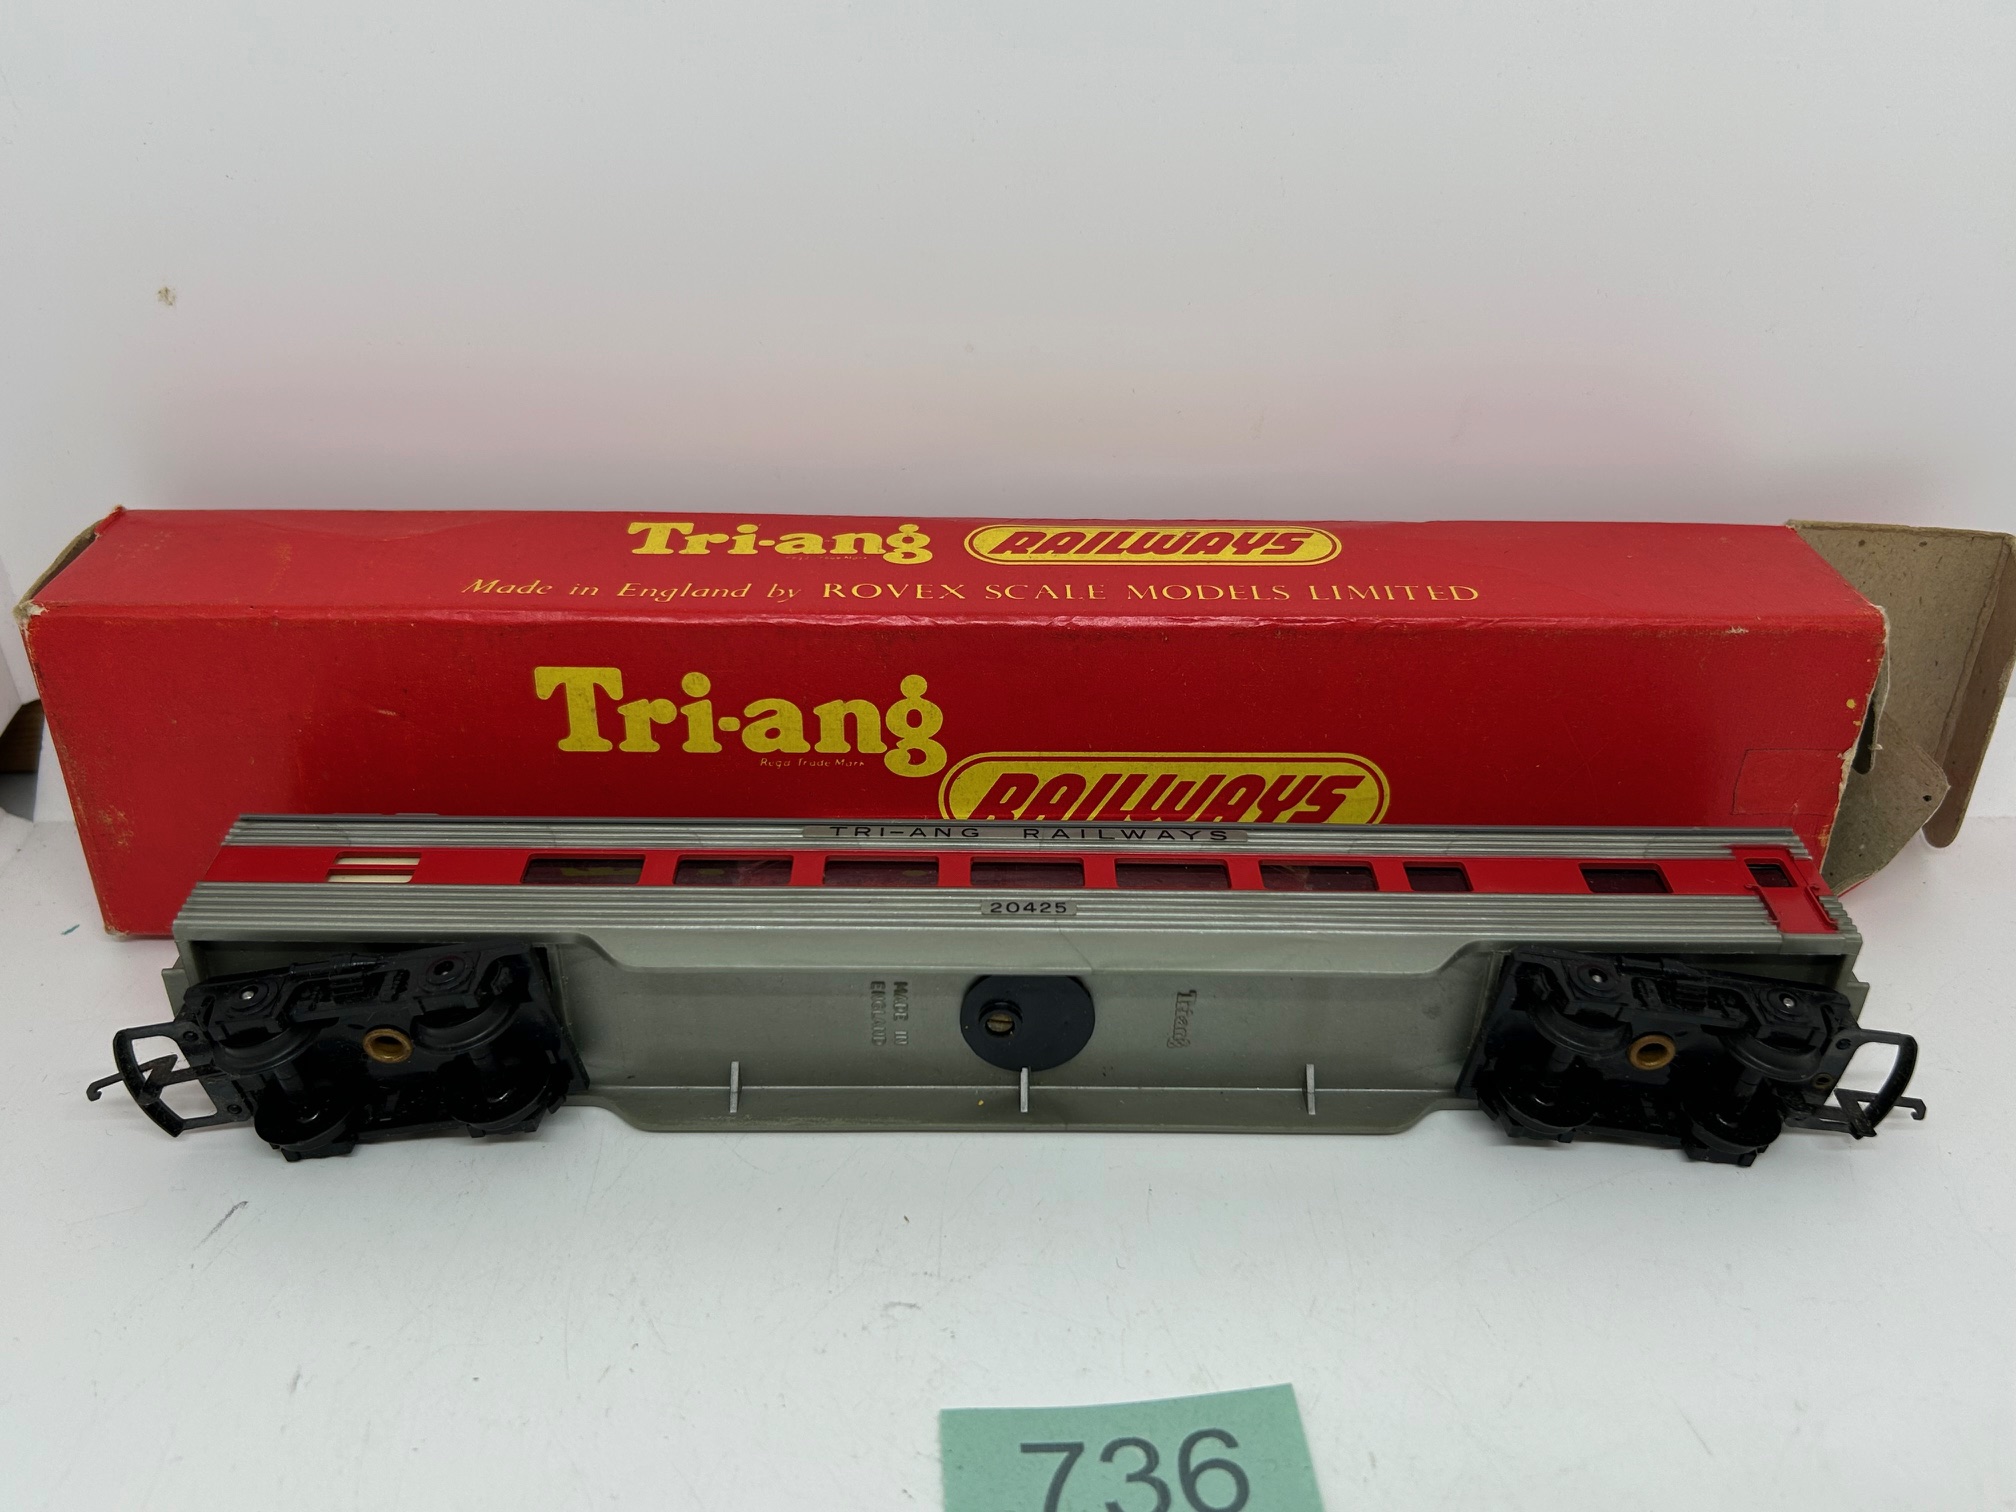 Tri-ang RAILWAYS
Made in England by ROVEX SCALE MODELS LIMITED
Tri-ang
Regd Trade Mark
RAILWAYS
TRI-ANG RAILWAYS
20425
MADE IN
ENGLAND
Tri-ang
736